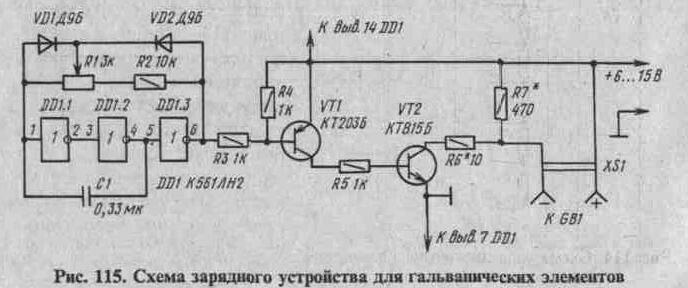 VD1 Д9Б VD2 Д9Б
К выв. 14 DD1
R1 3к R2 10к
+6...15 В
R4 1к
R7* 470
DD1.1 DD1.2 DD1.3
VT1 КТ203Б
VT2 КТ815Б
1 1 2 3 1 4 5 1 6
R3 1к
R6* 10
XS1
C1 0,33 мк
DD1 К561ЛН2
R5 1к
К GB1
− +
К выв. 7 DD1
Рис. 115. Схема зарядного устройства для гальванических элементов